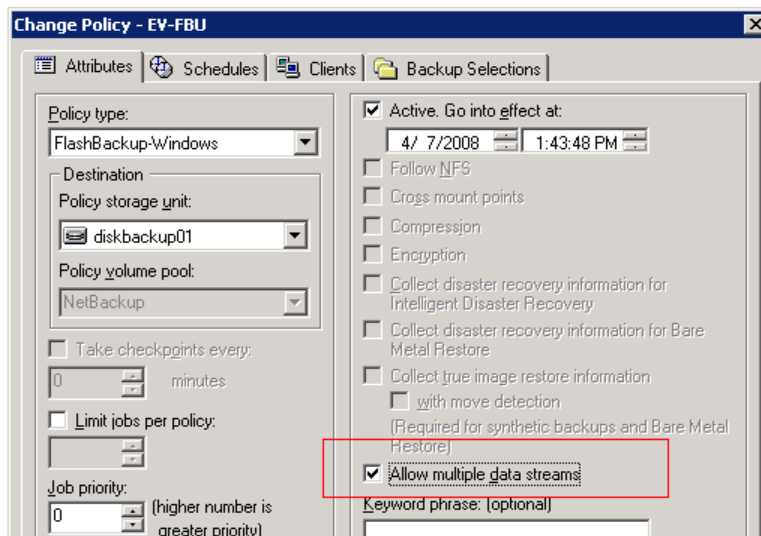 Change Policy - EV-FBU
Attributes
Schedules
Clients
Backup Selections
Policy type:
FlashBackup-Windows
Destination
Policy storage unit:
diskbackup01
Policy volume pool:
NetBackup
Take checkpoints every:
0
minutes
Limit jobs per policy:
Job priority:
0
(higher number is
greater priority)
Active. Go into effect at:
4/ 7/2008
1:43:48 PM
Follow NFS
Cross mount points
Compression
Encryption
Collect disaster recovery information for
Intelligent Disaster Recovery
Collect disaster recovery information for Bare
Metal Restore
Collect true image restore information
with move detection
(Required for synthetic backups and Bare Metal
Restore)
Allow multiple data streams
Keyword phrase: (optional)